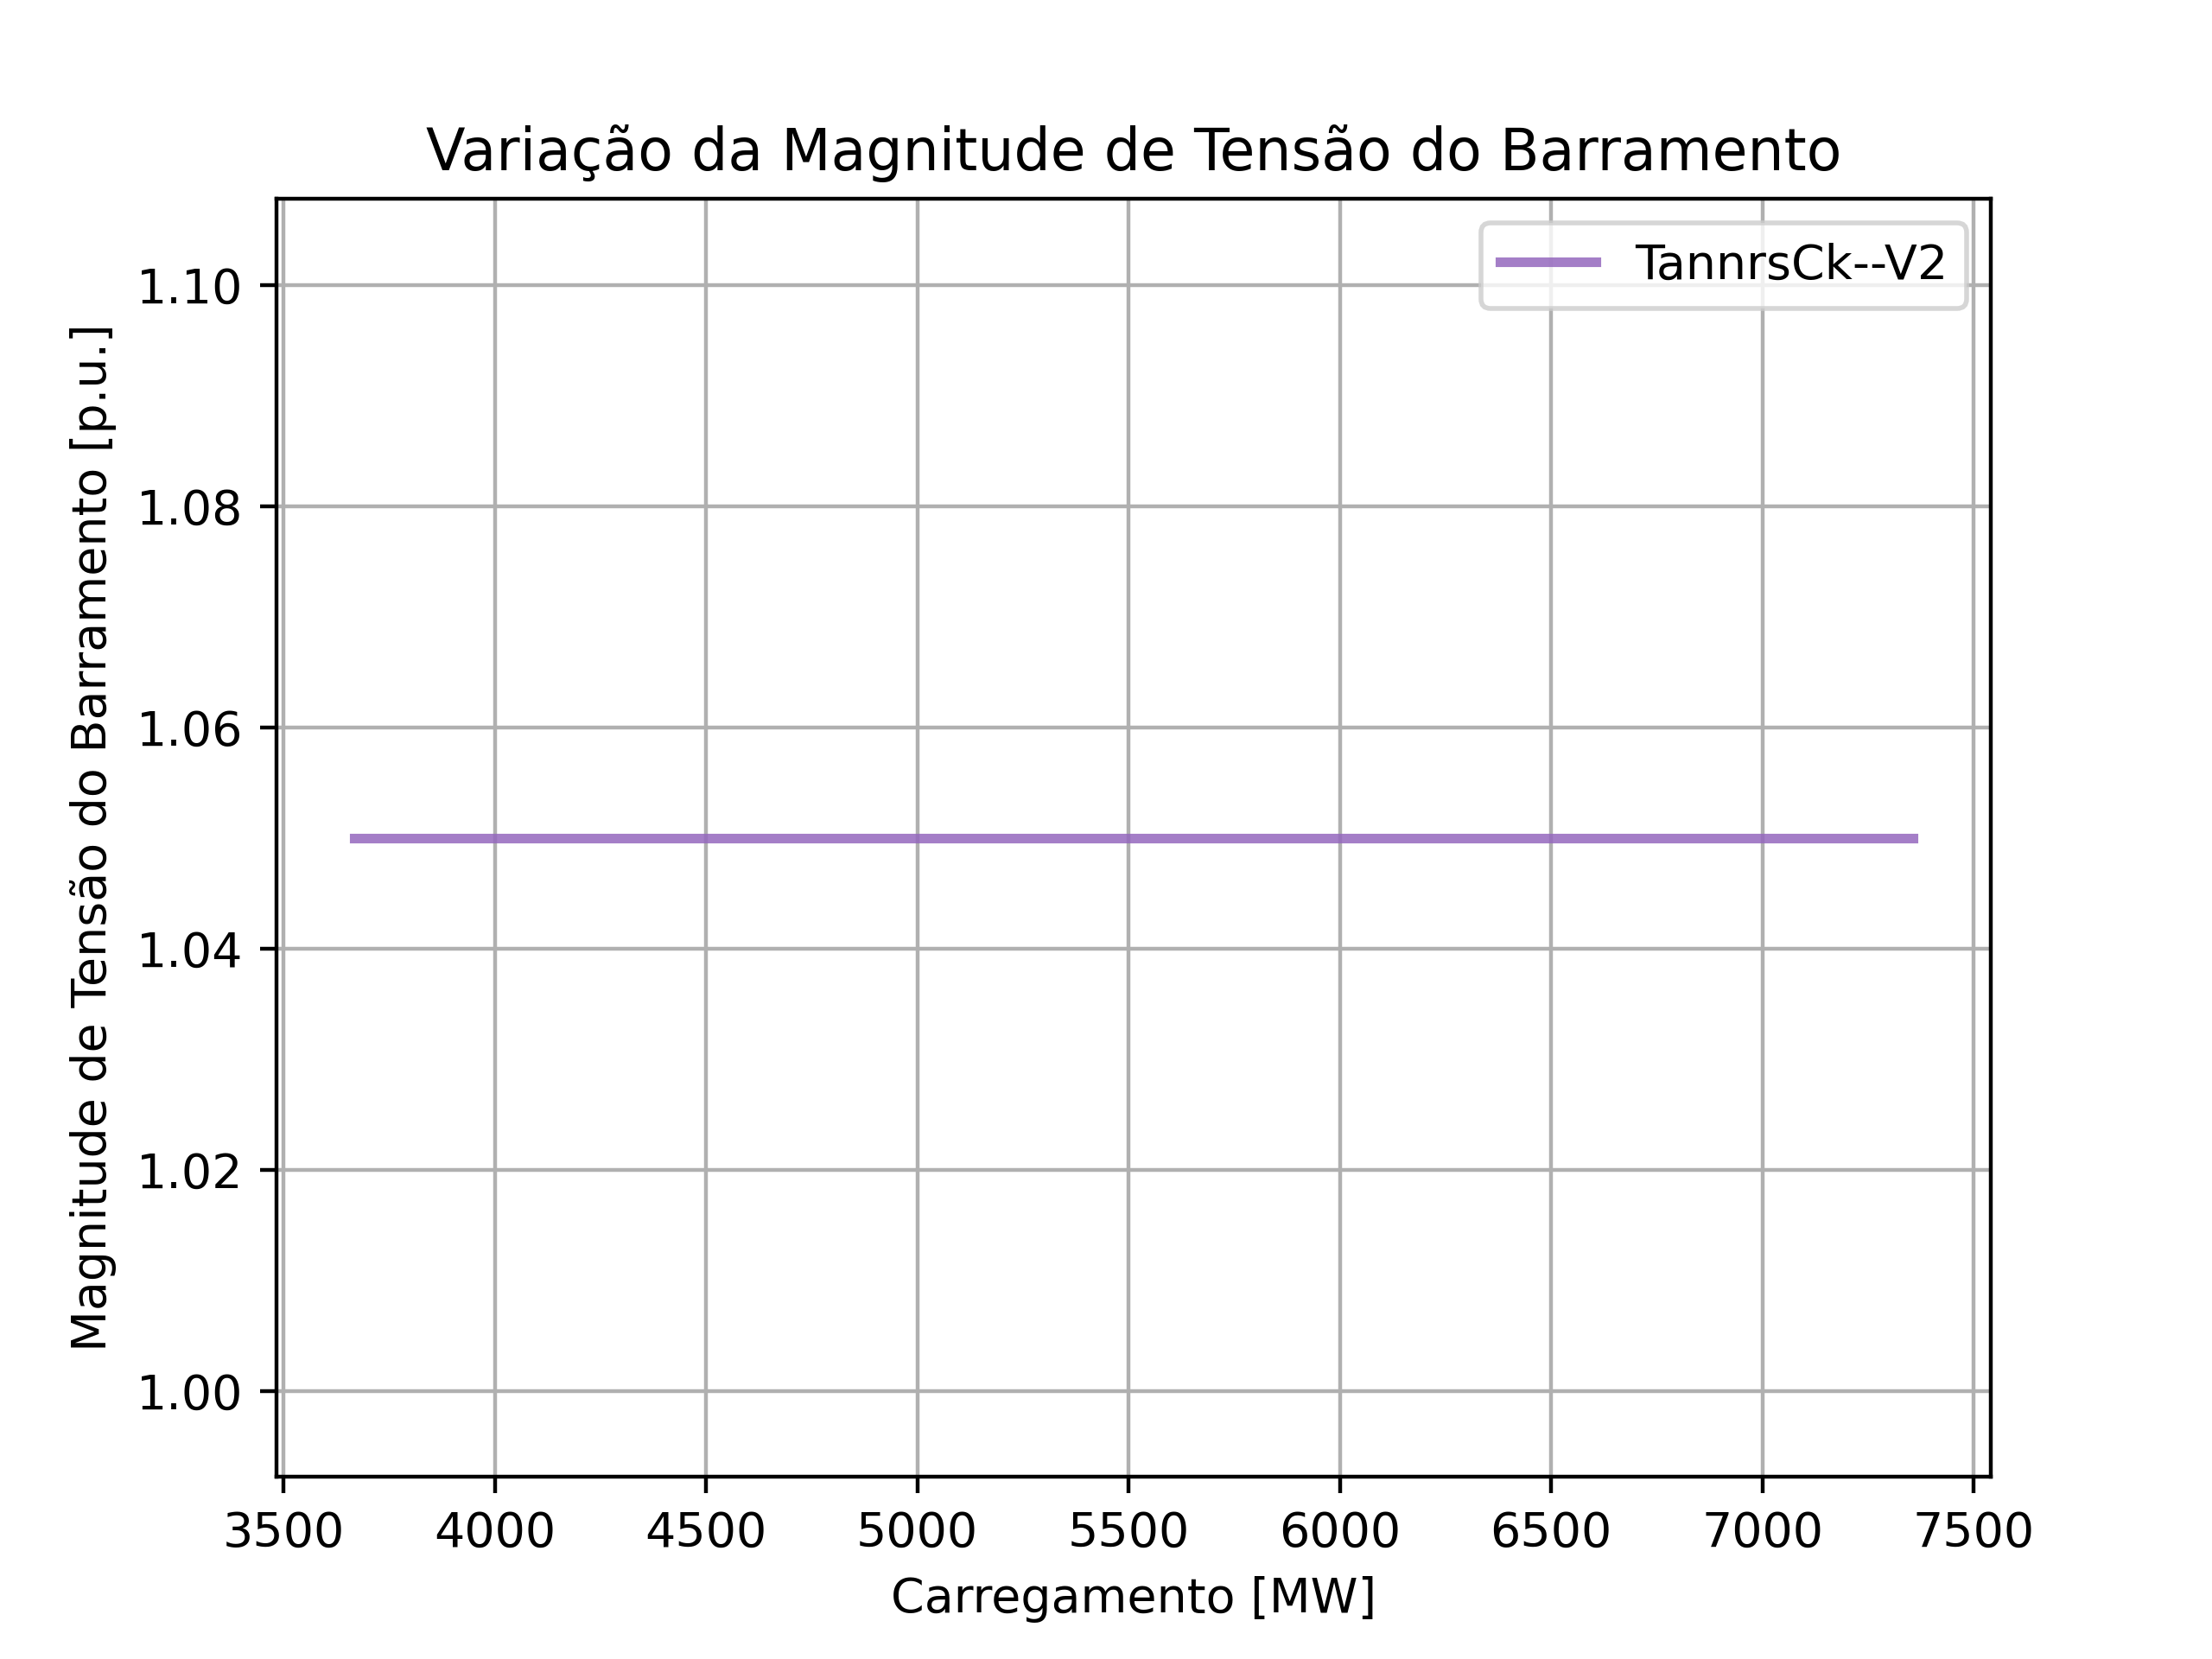 Variação da Magnitude de Tensão do Barramento
TannrsCk--V2
Magnitude de Tensão do Barramento [p.u.]
1.10
1.08
1.06
1.04
1.02
1.00
3500 4000 4500 5000 5500 6000 6500 7000 7500
Carregamento [MW]